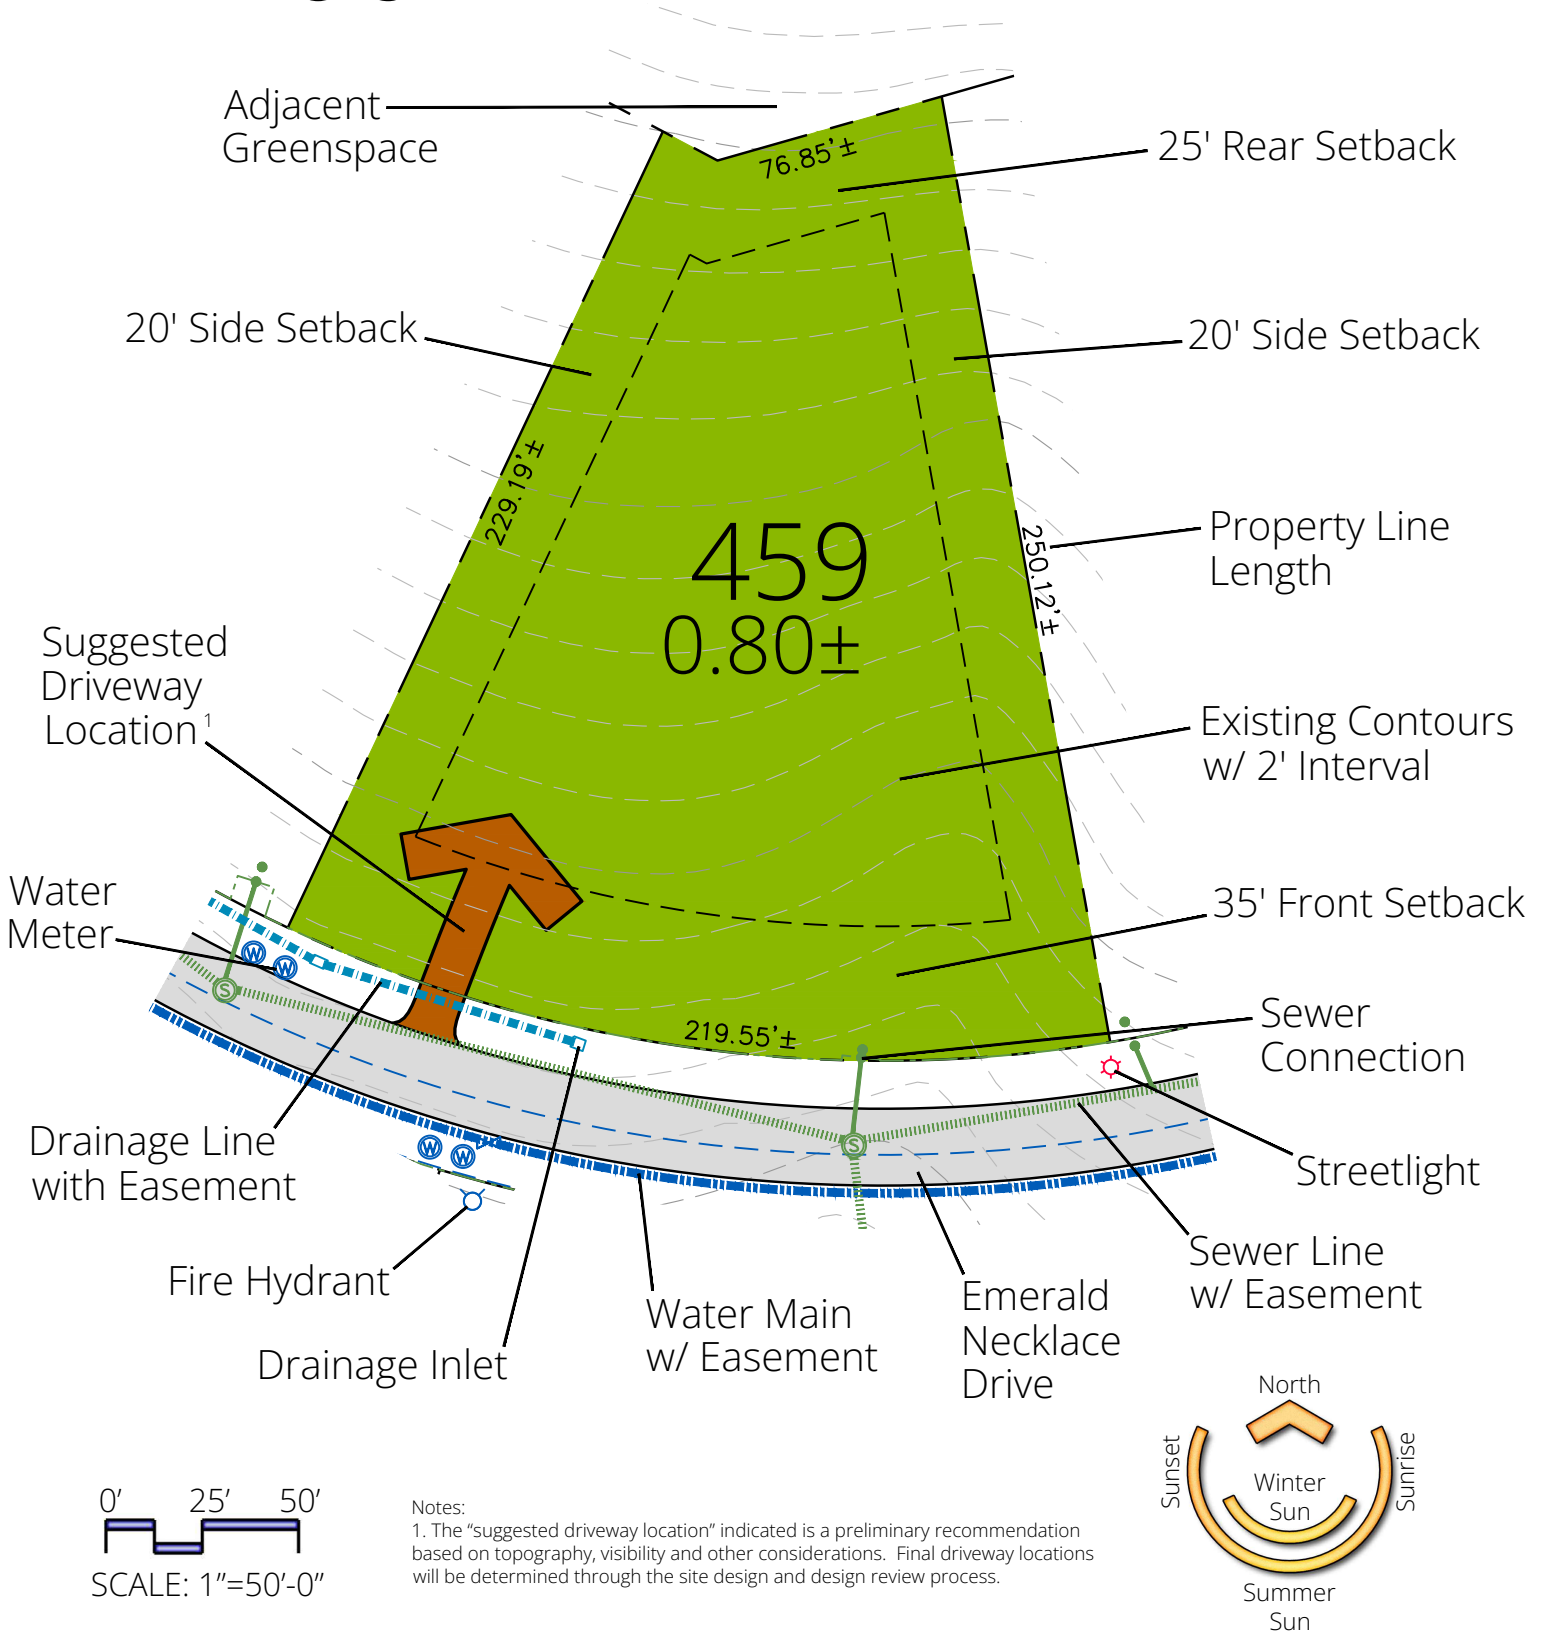 Adjacent
Greenspace
76.85'±
25' Rear Setback
20' Side Setback
20' Side Setback
229.19'±
459
0.80±
250.12'±
Property Line
Length
Suggested
Driveway
Location 1
Existing Contours
w/ 2' Interval
Water
Meter
35' Front Setback
W
W
S
219.55'±
Sewer
Connection
Drainage Line
with Easement
W
W
S
Streetlight
Fire Hydrant
Sewer Line
w/ Easement
Drainage Inlet
Water Main
w/ Easement
Emerald
Necklace
Drive
North
Sunset
Sunrise
Winter
Sun
Summer
Sun
0' 25' 50'
SCALE: 1"=50'-0"
Notes:
1. The “suggested driveway location” indicated is a preliminary recommendation
based on topography, visibility and other considerations.  Final driveway locations
will be determined through the site design and design review process.